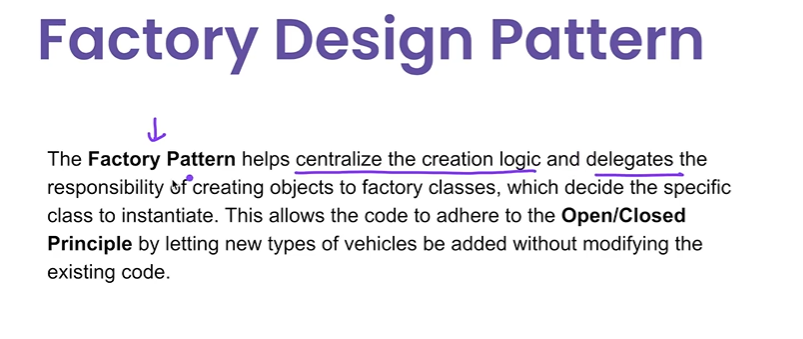 Factory Design Pattern
The Factory Pattern helps centralize the creation logic and delegates the
responsibility of creating objects to factory classes, which decide the specific
class to instantiate. This allows the code to adhere to the Open/Closed
Principle by letting new types of vehicles be added without modifying the
existing code.